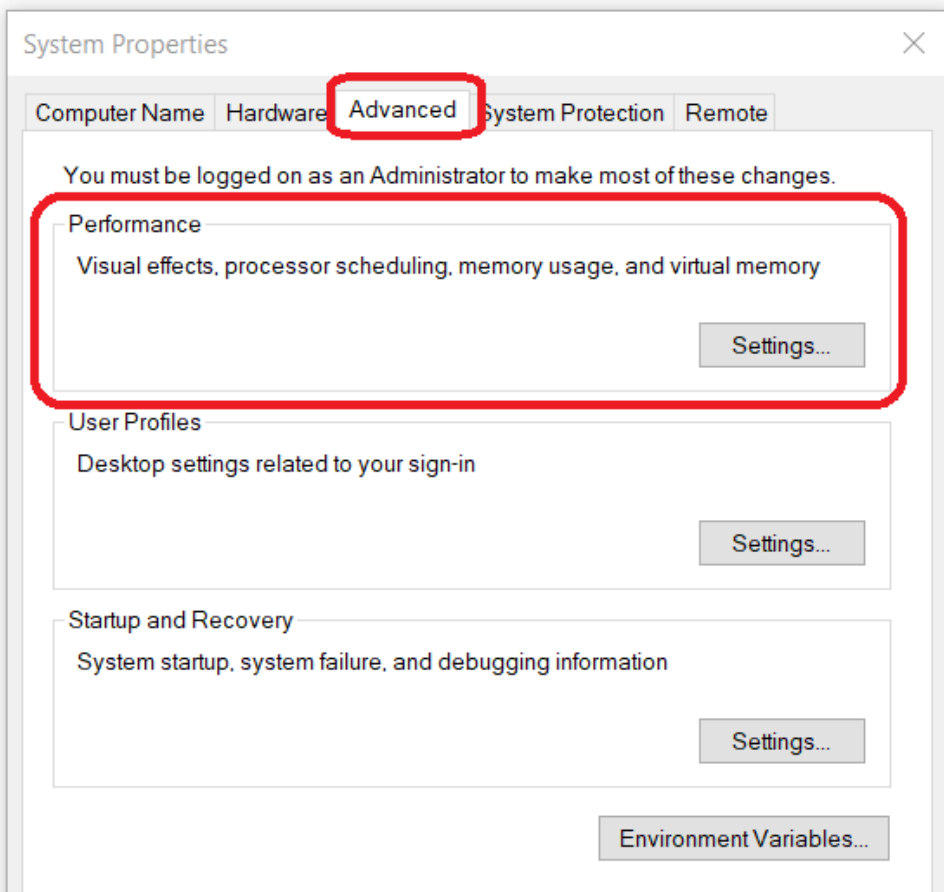 System Properties
Computer Name Hardware Advanced System Protection Remote
You must be logged on as an Administrator to make most of these changes.
Performance
Visual effects, processor scheduling, memory usage, and virtual memory
Settings...
User Profiles
Desktop settings related to your sign-in
Settings...
Startup and Recovery
System startup, system failure, and debugging information
Settings...
Environment Variables...